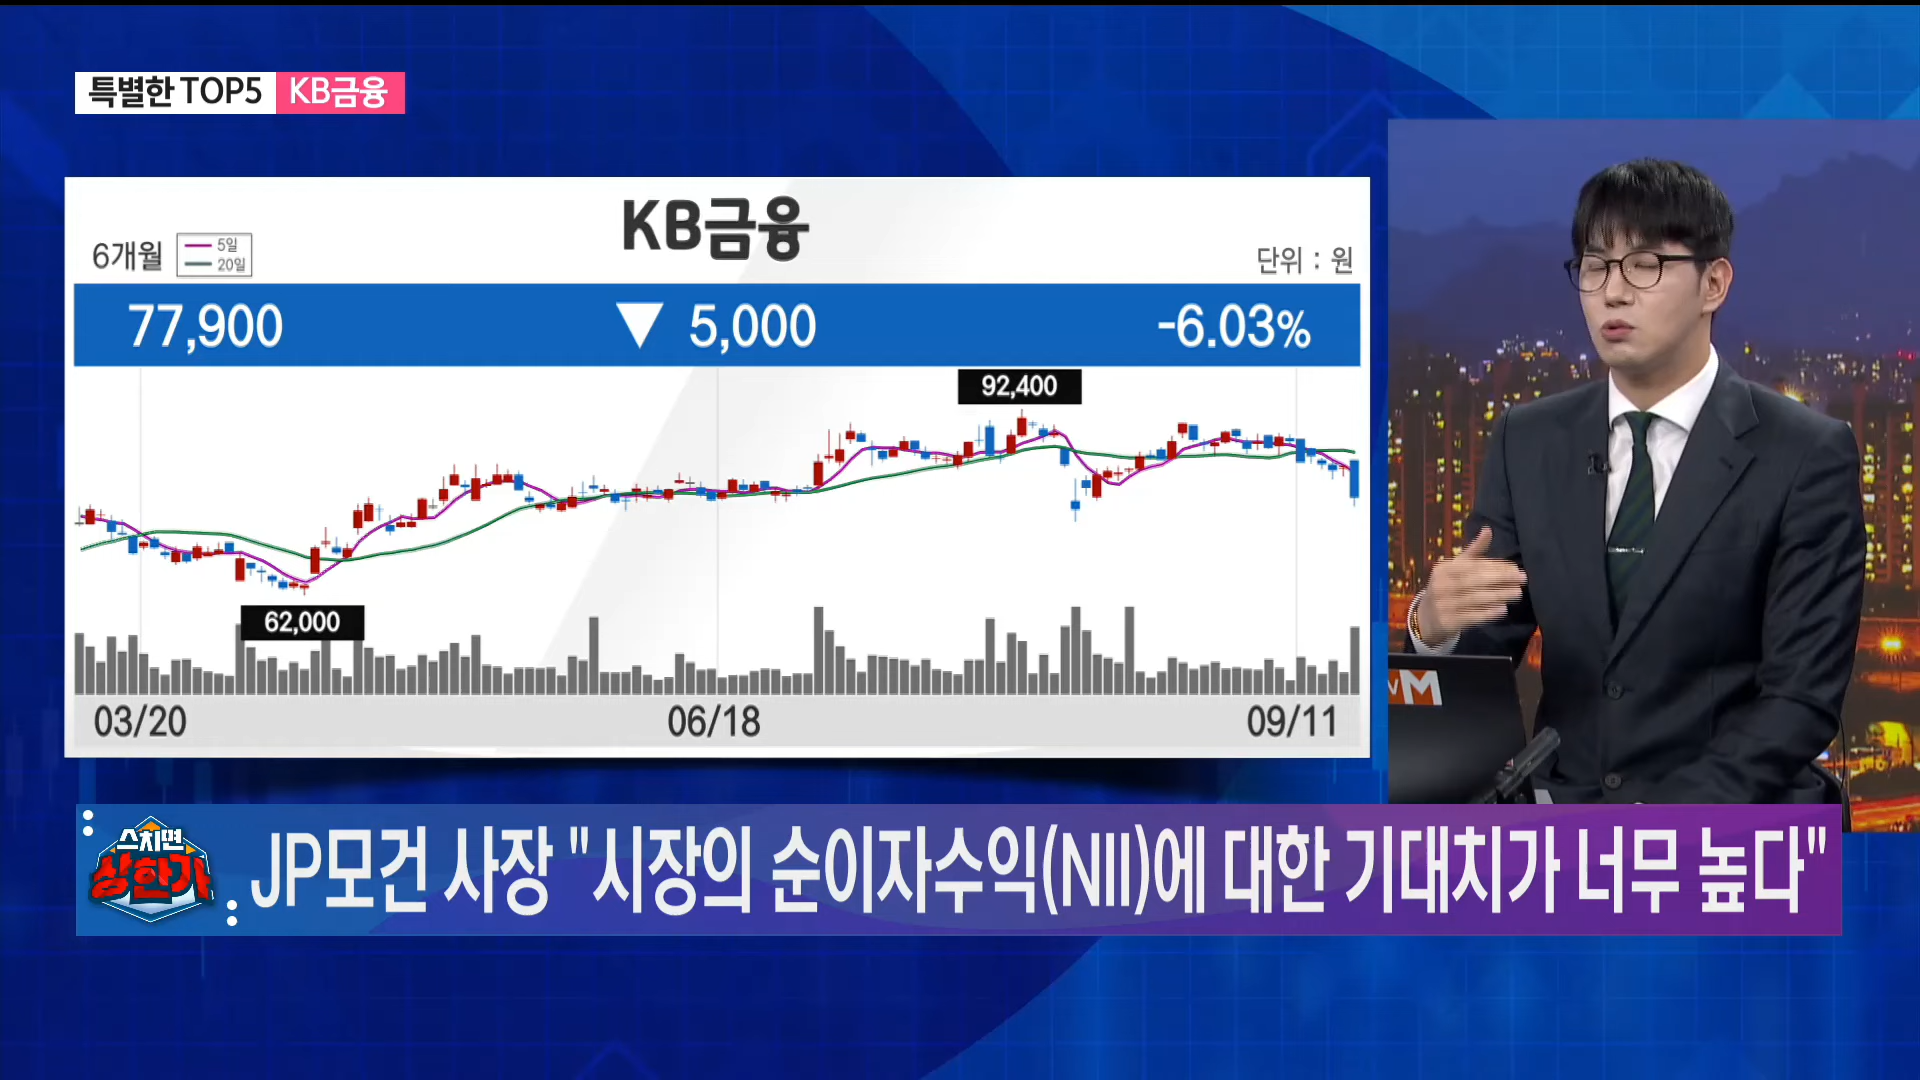 특별한 TOP5 KB금융
KB금융
6개월
5일
20일
단위 : 원
77,900 ▼ 5,000 -6.03%
92,400
62,000
03/20 06/18 09/11
M
스치면
상한가
JP모건 사장 "시장의 순이자수익(NII)에 대한 기대치가 너무 높다"